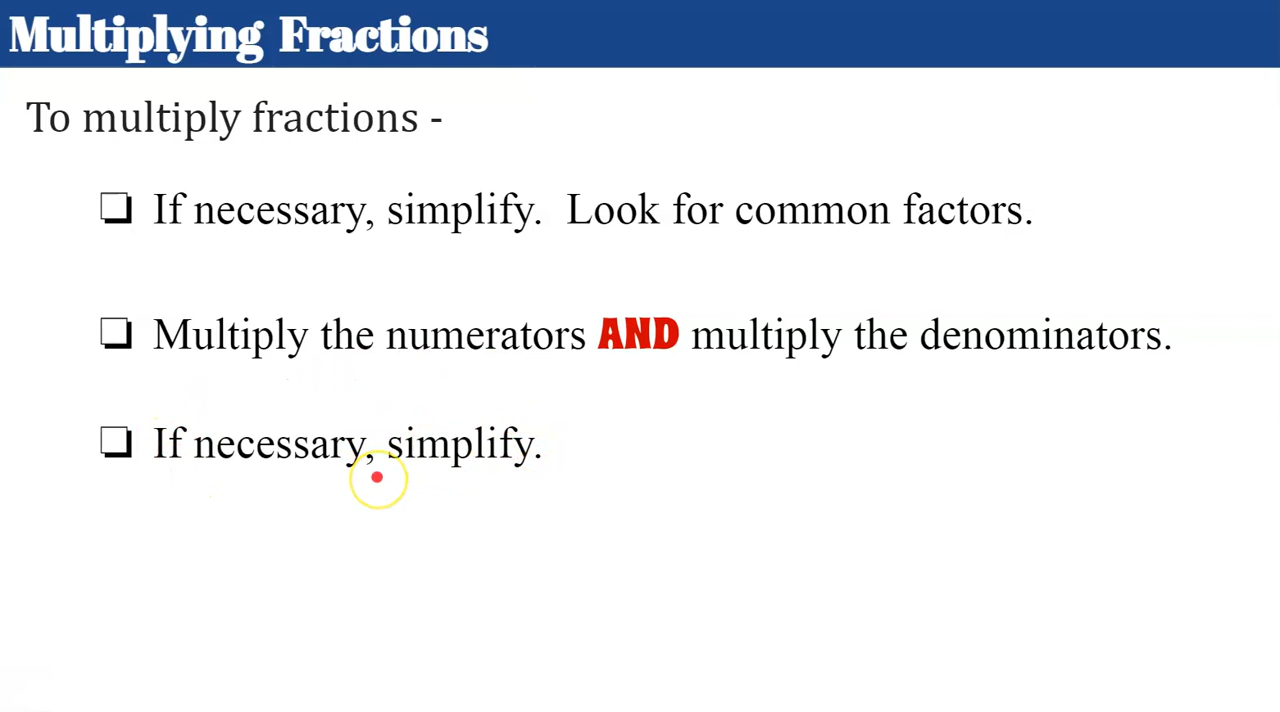 Multiplying Fractions
To multiply fractions -
❑ If necessary, simplify. Look for common factors.
❑ Multiply the numerators AND multiply the denominators.
❑ If necessary, simplify.